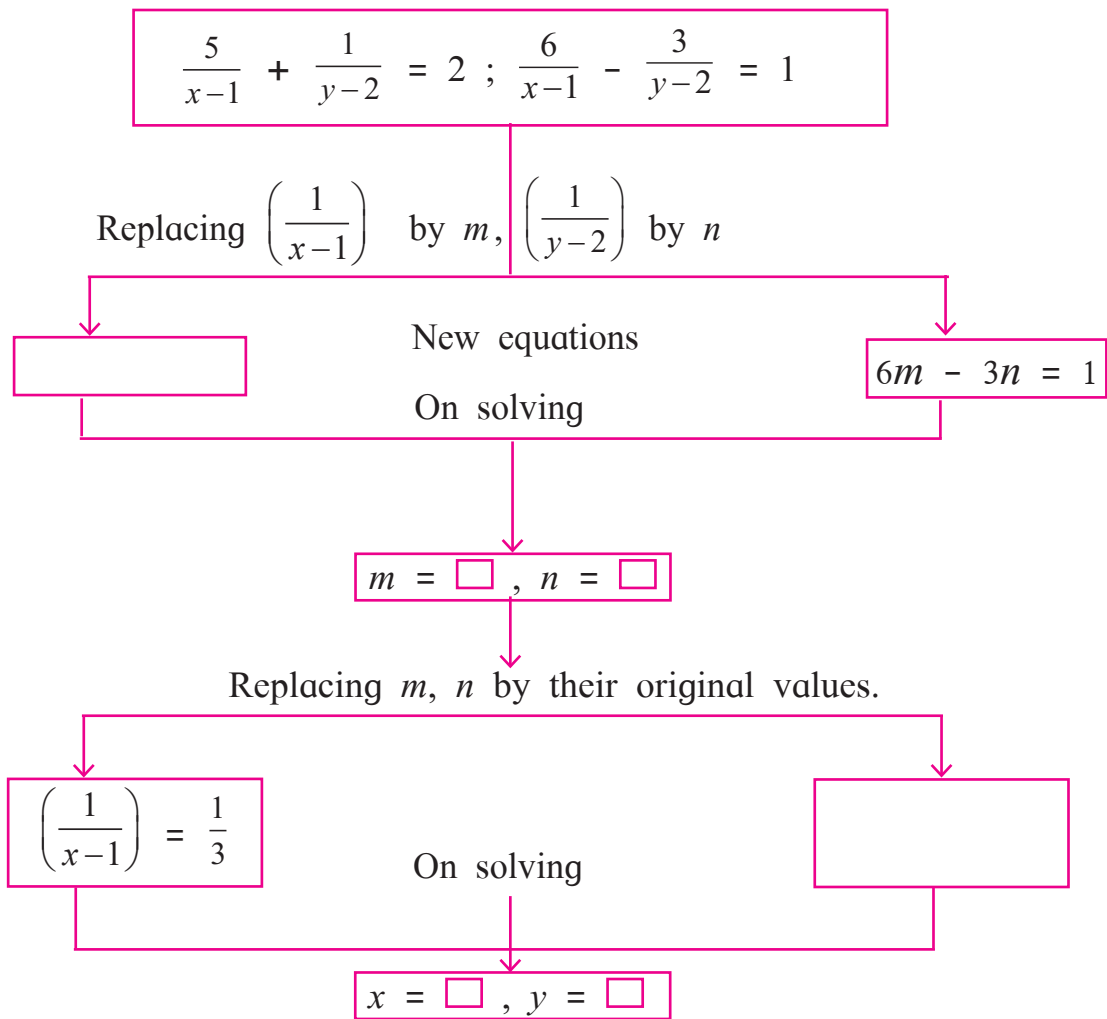 5/(x−1) + 1/(y−2) = 2 ; 6/(x−1) - 3/(y−2) = 1
Replacing (1/(x−1)) by m, (1/(y−2)) by n
New equations
6m - 3n = 1
On solving
m = □ , n = □
Replacing m, n by their original values.
(1/(x−1)) = 1/3
On solving
x = □ , y = □